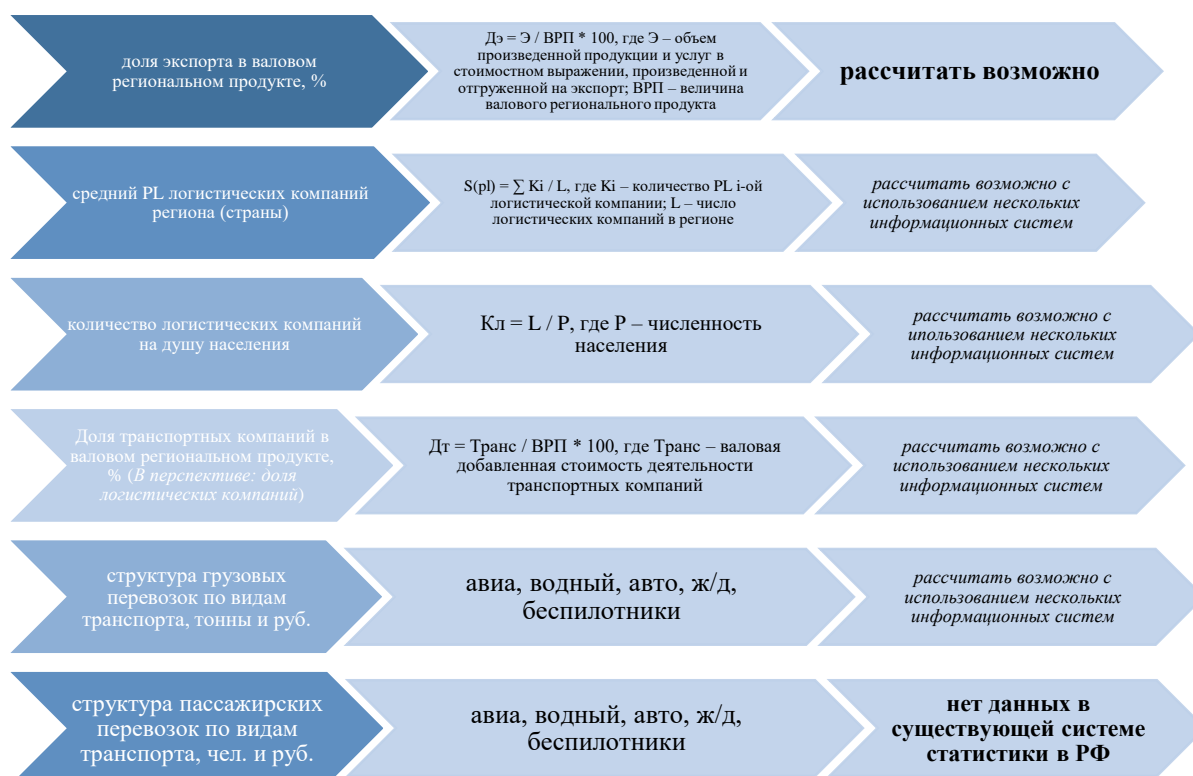 доля экспорта в валовом
региональном продукте, %
Дэ = Э / ВРП * 100, где Э – объем
произведенной продукции и услуг в
стоимостном выражении, произведенной и
отгруженной на экспорт; ВРП – величина
валового регионального продукта
рассчитать возможно
средний PL логистических компаний
региона (страны)
S(pl) = ∑ Ki / L, где Ki – количество PL i-ой
логистической компании; L – число
логистических компаний в регионе
рассчитать возможно с
использованием нескольких
информационных систем
количество логистических компаний
на душу населения
Кл = L / P, где P – численность
населения
рассчитать возможно с
ипользованием нескольких
информационных систем
Доля транспортных компаний в
валовом региональном продукте,
% (В перспективе: доля
логистических компаний)
Дт = Транс / ВРП * 100, где Транс – валовая
добавленная стоимость деятельности
транспортных компаний
рассчитать возможно с
использованием нескольких
информационных систем
структура грузовых
перевозок по видам
транспорта, тонны и руб.
авиа, водный, авто, ж/д,
беспилотники
рассчитать возможно с
использованием нескольких
информационных систем
структура пассажирских
перевозок по видам
транспорта, чел. и руб.
авиа, водный, авто, ж/д,
беспилотники
нет данных в
существующей системе
статистики в РФ